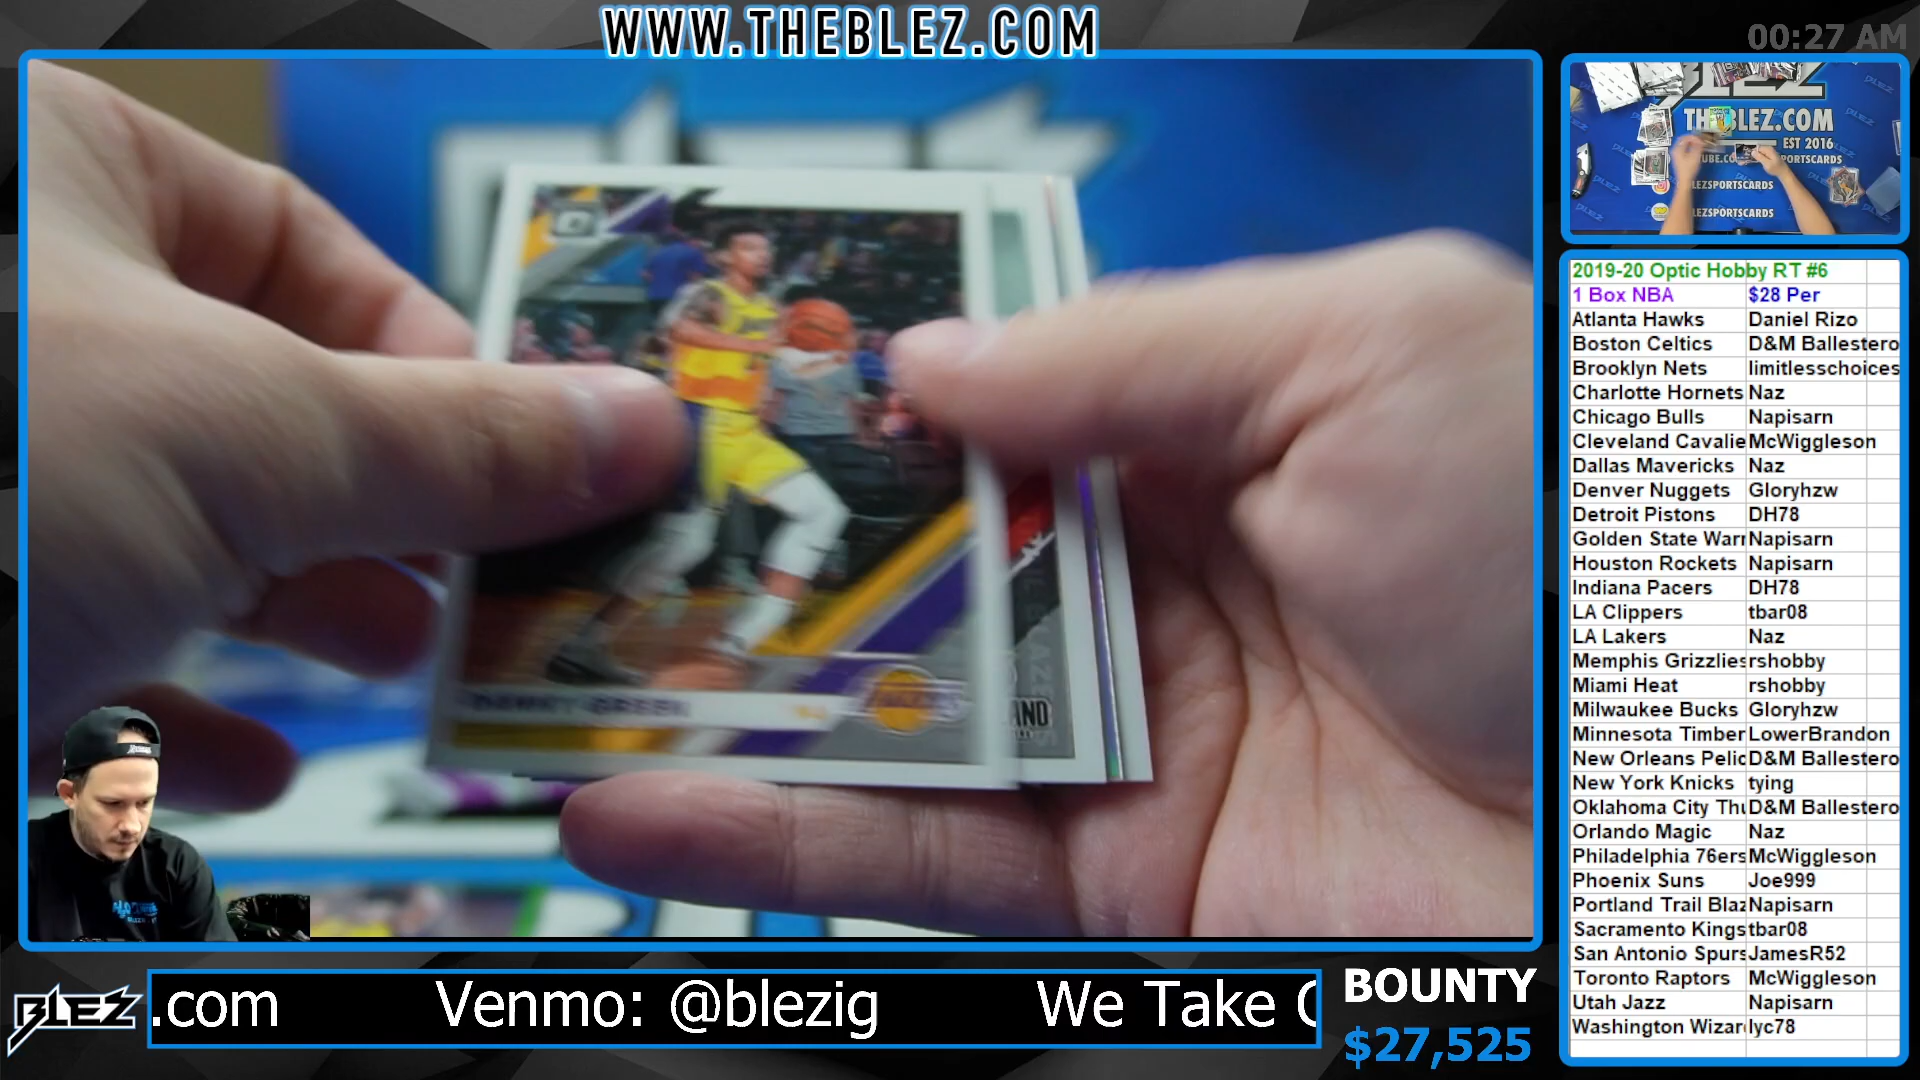 WWW.THEBLEZ.COM
00:27 AM
BLEZ
THEBLEZ.COM
EST 2016
LEZSPORTSCARDS
LEZSPORTSCARDS
2019-20 Optic Hobby RT #6
1 Box NBA $28 Per
Atlanta Hawks Daniel Rizo
Boston Celtics D&M Ballestero
Brooklyn Nets limitlesschoices
Charlotte Hornets Naz
Chicago Bulls Napisarn
Cleveland Cavalie McWiggleson
Dallas Mavericks Naz
Denver Nuggets Gloryhzw
Detroit Pistons DH78
Golden State Warr Napisarn
Houston Rockets Napisarn
Indiana Pacers DH78
LA Clippers tbar08
LA Lakers Naz
Memphis Grizzlies rshobby
Miami Heat rshobby
Milwaukee Bucks Gloryhzw
Minnesota Timber LowerBrandon
New Orleans Pelic D&M Ballestero
New York Knicks tying
Oklahoma City Thu D&M Ballestero
Orlando Magic Naz
Philadelphia 76ers McWiggleson
Phoenix Suns Joe999
Portland Trail Blaz Napisarn
Sacramento Kings tbar08
San Antonio Spurs JamesR52
Toronto Raptors McWiggleson
Utah Jazz Napisarn
Washington Wizar lyc78
DANNY GREEN
BLEZ
.com Venmo: @blezig We Take C
BOUNTY
$27,525